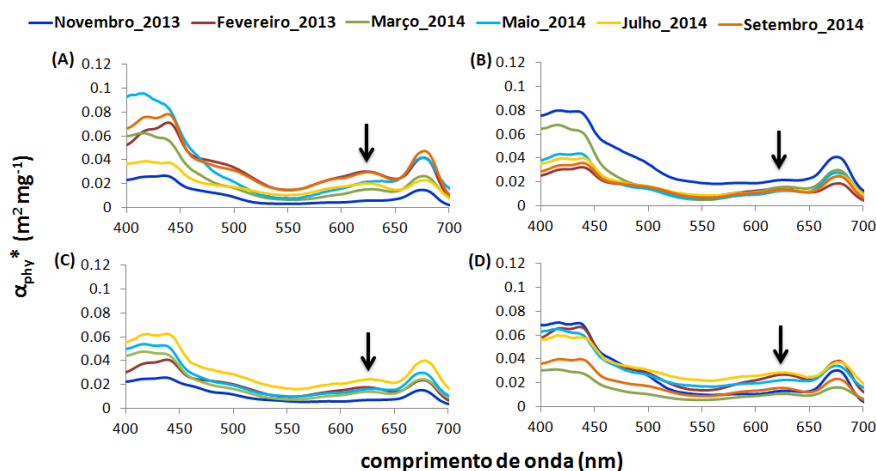 Novembro_2013 Fevereiro_2013 Março_2014 Maio_2014 Julho_2014 Setembro_2014
(A) (B)
0.12 0.12
0.1 0.1
0.08 0.08
0.06 0.06
0.04 0.04
0.02 0.02
0 0
400 450 500 550 600 650 700 400 450 500 550 600 650 700
αphy* (m² mg⁻¹)
(C) (D)
0.12 0.12
0.1 0.1
0.08 0.08
0.06 0.06
0.04 0.04
0.02 0.02
0 0
400 450 500 550 600 650 700 400 450 500 550 600 650 700
comprimento de onda (nm)